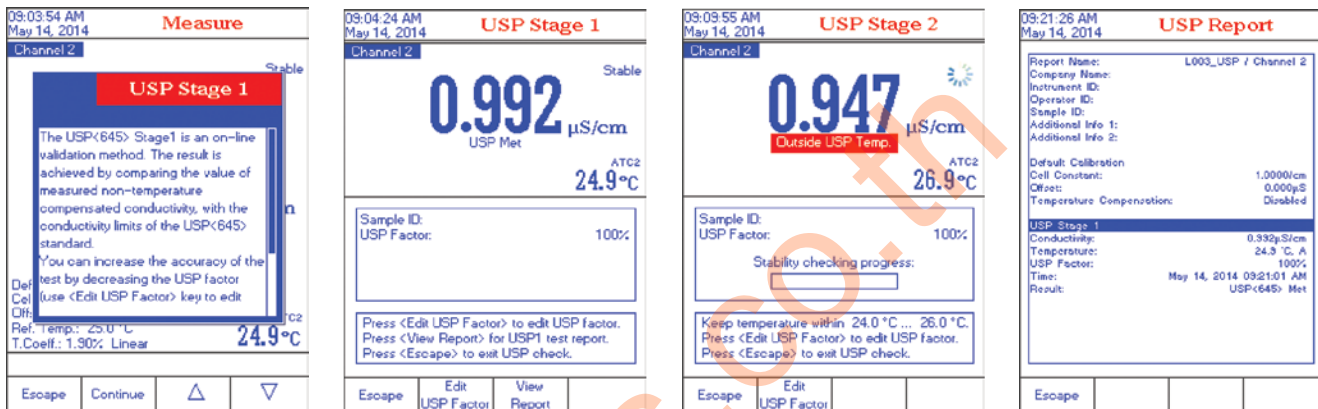 09:03:54 AM
May 14, 2014
Measure
Channel 2
Stable
USP Stage 1
The USP<645> Stage1 is an on-line
validation method. The result is
achieved by comparing the value of
measured non-temperature
compensated conductivity, with the
conductivity limits of the USP<645>
standard.
You can increase the accuracy of the
test by decreasing the USP factor
(use <Edit USP Factor> key to edit
Def
Cel
Off:
Ref. Temp.: 25.0 °C
T.Coeff.: 1.90% Linear
24.9°C
Escape Continue △ ▽
09:04:24 AM
May 14, 2014
USP Stage 1
Channel 2
Stable
0.992 µS/cm
USP Met
ATC2
24.9°C
Sample ID:
USP Factor: 100%
Press <Edit USP Factor> to edit USP factor.
Press <View Report> for USP1 test report.
Press <Escape> to exit USP check.
Escape
Edit USP Factor
View Report
09:09:55 AM
May 14, 2014
USP Stage 2
Channel 2
0.947 µS/cm
Outside USP Temp.
ATC2
26.9°C
Sample ID:
USP Factor: 100%
Stability checking progress:
Keep temperature within 24.0 °C ... 26.0 °C.
Press <Edit USP Factor> to edit USP factor.
Press <Escape> to exit USP check.
Escape
Edit USP Factor
09:21:26 AM
May 14, 2014
USP Report
Report Name: L003_USP / Channel 2
Company Name:
Instrument ID:
Operator ID:
Sample ID:
Additional Info 1:
Additional Info 2:
Default Calibration
Cell Constant: 1.0000/cm
Offset: 0.000µS
Temperature Compensation: Disabled
USP Stage 1
Conductivity: 0.992µS/cm
Temperature: 24.9 °C, A
USP Factor: 100%
Time: May 14, 2014 09:21:01 AM
Result: USP<645> Met
Escape
co.th